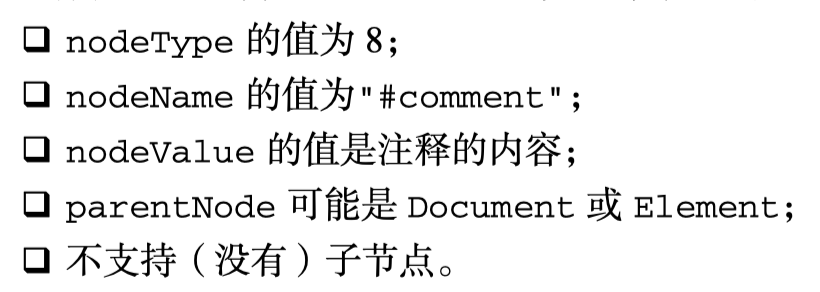 ❑ nodeType 的值为 8；
❑ nodeName 的值为"#comment"；
❑ nodeValue 的值是注释的内容；
❑ parentNode 可能是 Document 或 Element；
❑ 不支持（没有）子节点。